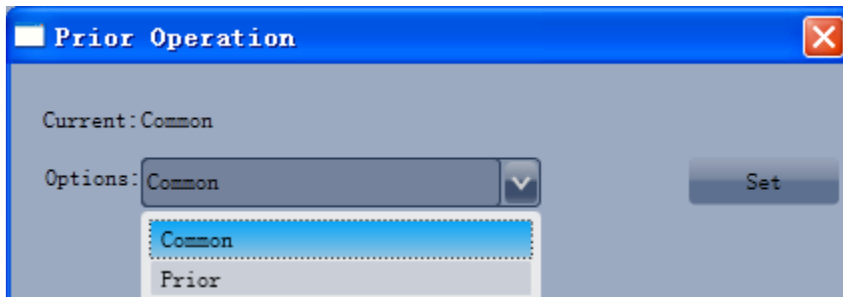 Prior Operation
Current:Common
Options:Common
Set
Common
Prior